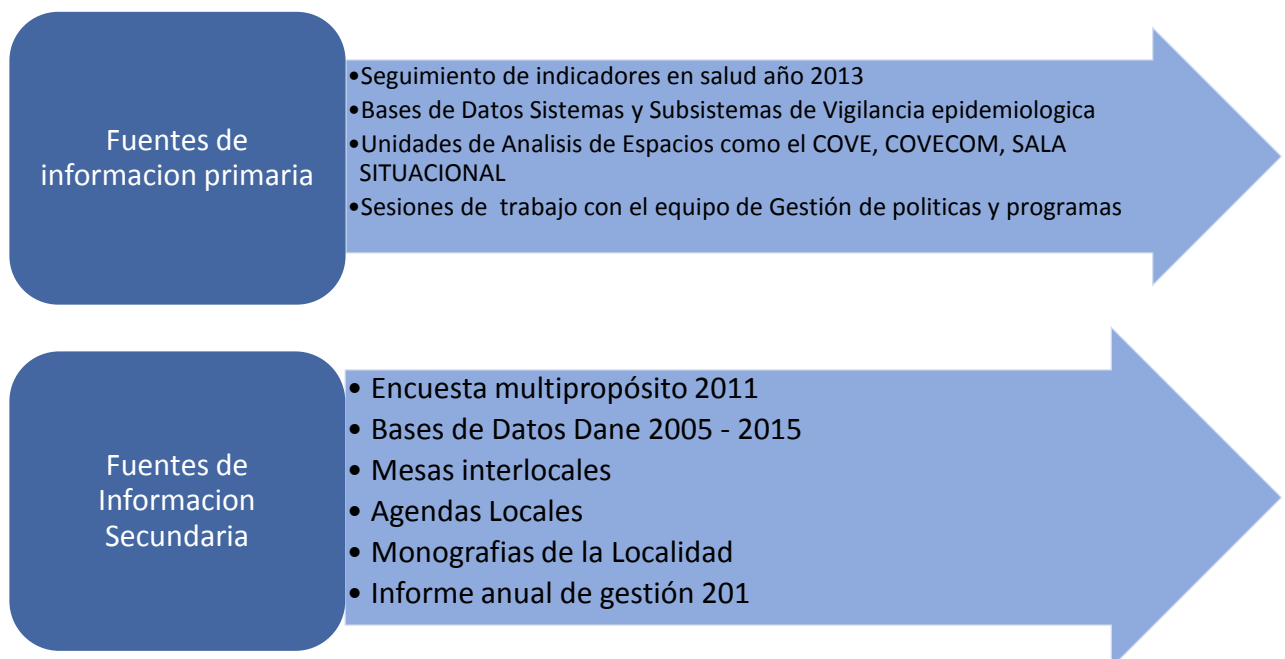 Fuentes de
informacion primaria
•Seguimiento de indicadores en salud año 2013
•Bases de Datos Sistemas y Subsistemas de Vigilancia epidemiologica
•Unidades de Analisis de Espacios como el COVE, COVECOM, SALA
SITUACIONAL
•Sesiones de trabajo con el equipo de Gestión de politicas y programas
Fuentes de
Informacion
Secundaria
• Encuesta multipropósito 2011
• Bases de Datos Dane 2005 - 2015
• Mesas interlocales
• Agendas Locales
• Monografias de la Localidad
• Informe anual de gestión 201